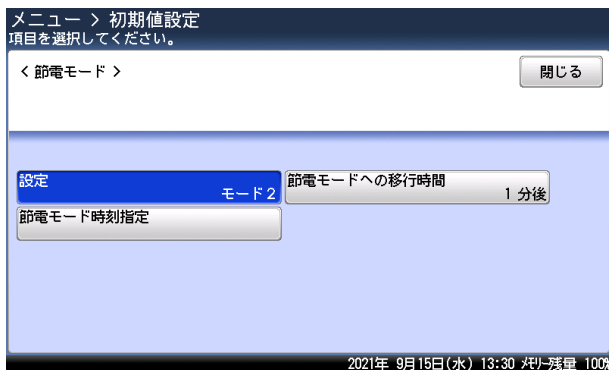 メニュー > 初期値設定
項目を選択してください。
< 節電モード >
閉じる
設定
モード2
節電モードへの移行時間
1 分後
節電モード時刻指定
2021年 9月15日(水) 13:30 ﾒﾓﾘｰ残量 100%